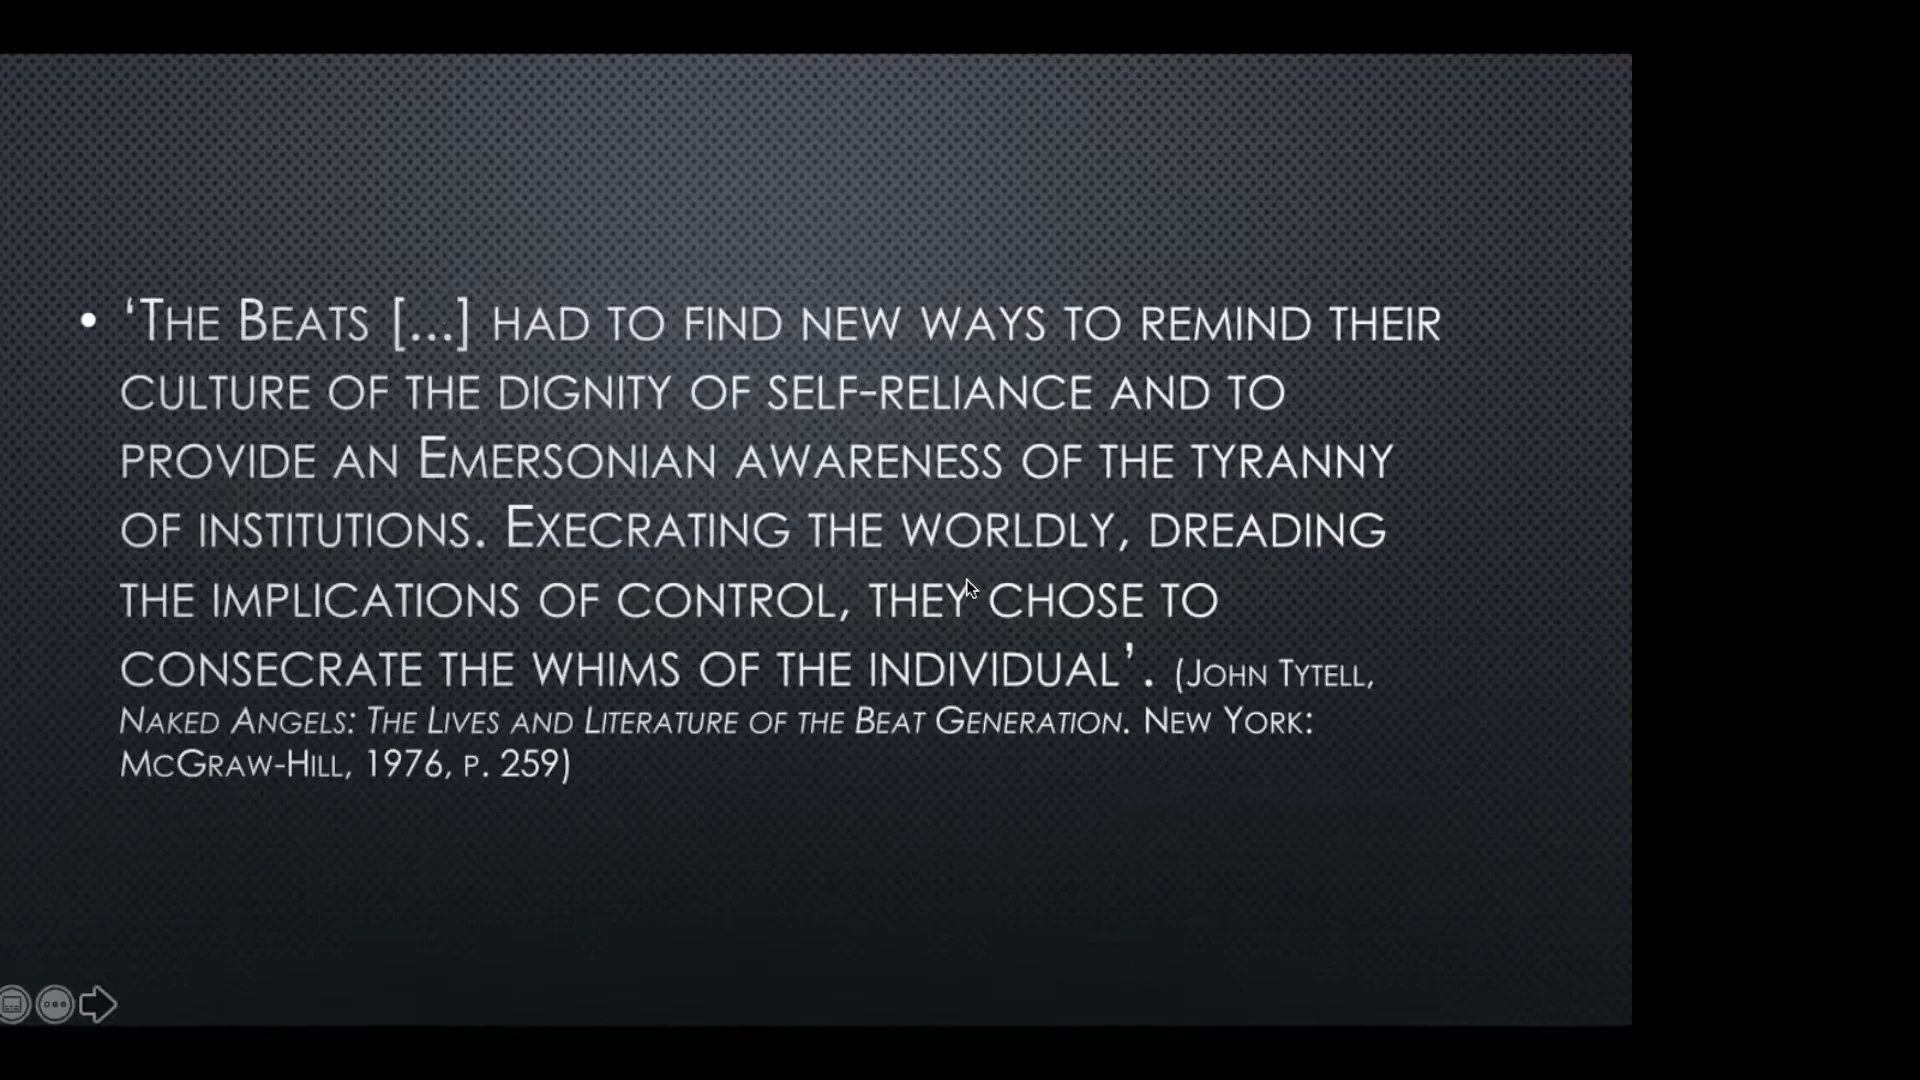 • ‘The Beats […] had to find new ways to remind their
culture of the dignity of self-reliance and to
provide an Emersonian awareness of the tyranny
of institutions. Execrating the worldly, dreading
the implications of control, they chose to
consecrate the whims of the individual’. (John Tytell,
Naked Angels: The Lives and Literature of the Beat Generation. New York:
McGraw-Hill, 1976, p. 259)